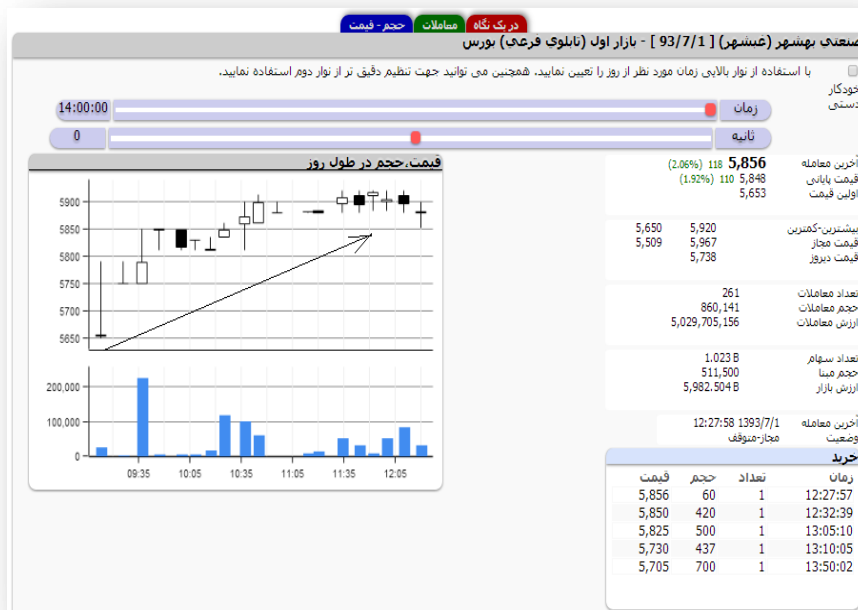 در یک نگاه معاملات حجم - قیمت
صنعتي بهشهر (غبشهر) [ 93/7/1 ] - بازار اول (تابلوي فرعي) بورس
با استفاده از نوار بالایی زمان مورد نظر از روز را تعیین نمایید. همچنین می توانید جهت تنظیم دقیق تر از نوار دوم استفاده نمایید.
خودکار
دستی
زمان 14:00:00
ثانیه 0
قیمت،حجم در طول روز
5900
5850
5800
5750
5700
5650
200,000
100,000
0
09:35 10:05 10:35 11:05 11:35 12:05
آخرین معامله 5,856 118 (2.06%)
قیمت پایانی 5,848 110 (1.92%)
اولین قیمت 5,653
بیشترین-کمترین 5,920 5,650
قیمت مجاز 5,967 5,509
قیمت دیروز 5,738
تعداد معاملات 261
حجم معاملات 860,141
ارزش معاملات 5,029,705,156
تعداد سهام 1.023 B
حجم مبنا 511,500
ارزش بازار 5,982.504 B
آخرین معامله 1393/7/1 12:27:58
وضعیت مجاز-متوقف
خرید
زمان تعداد حجم قیمت
12:27:57 1 60 5,856
12:32:39 1 420 5,850
13:05:10 1 500 5,825
13:10:05 1 437 5,730
13:50:02 1 700 5,705